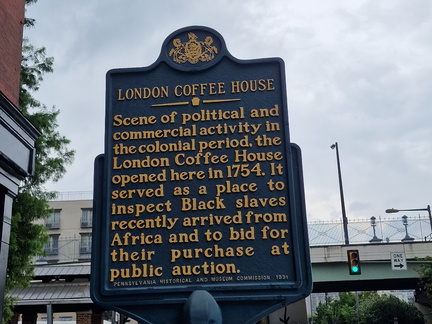 LONDON COFFEE HOUSE
Scene of political and
commercial activity in
the colonial period, the
London Coffee House
opened here in 1754. It
served as a place to
inspect Black slaves
recently arrived from
Africa and to bid for
their purchase at
public auction.
PENNSYLVANIA HISTORICAL AND MUSEUM COMMISSION 1991
ONE WAY